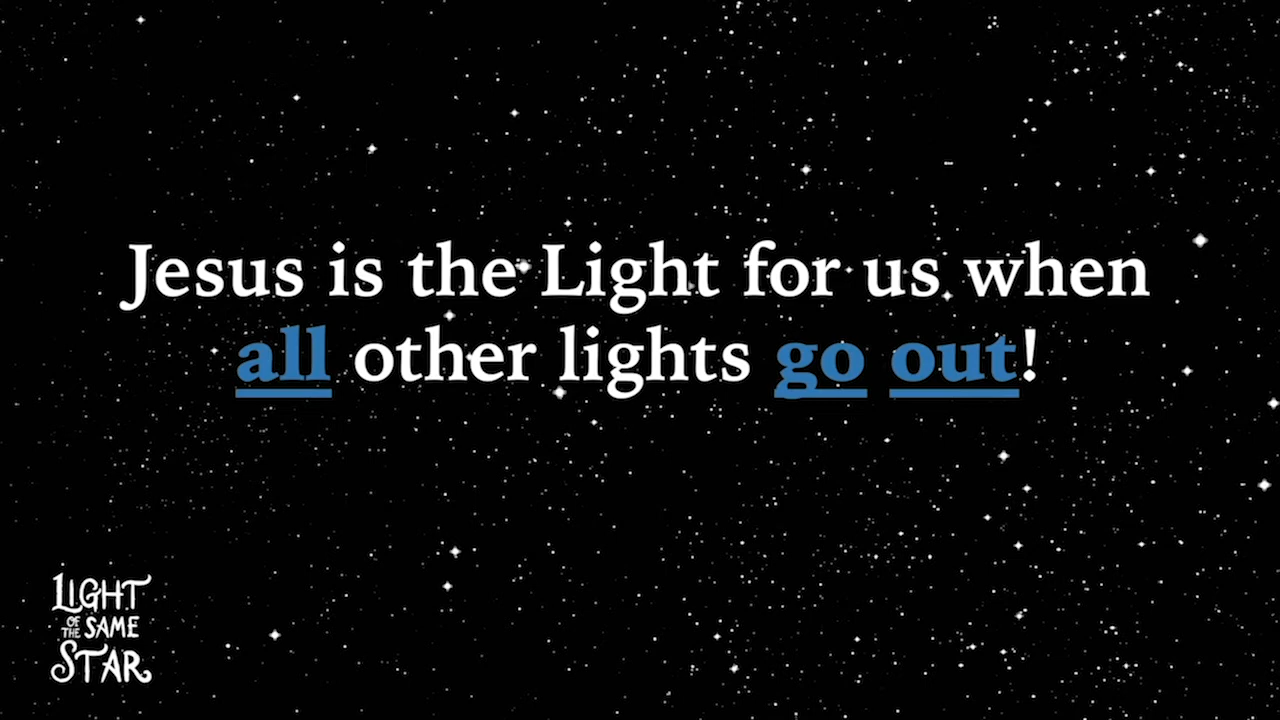 Jesus is the Light for us when
all other lights go out!
LIGHT
OF THE SAME
STAR